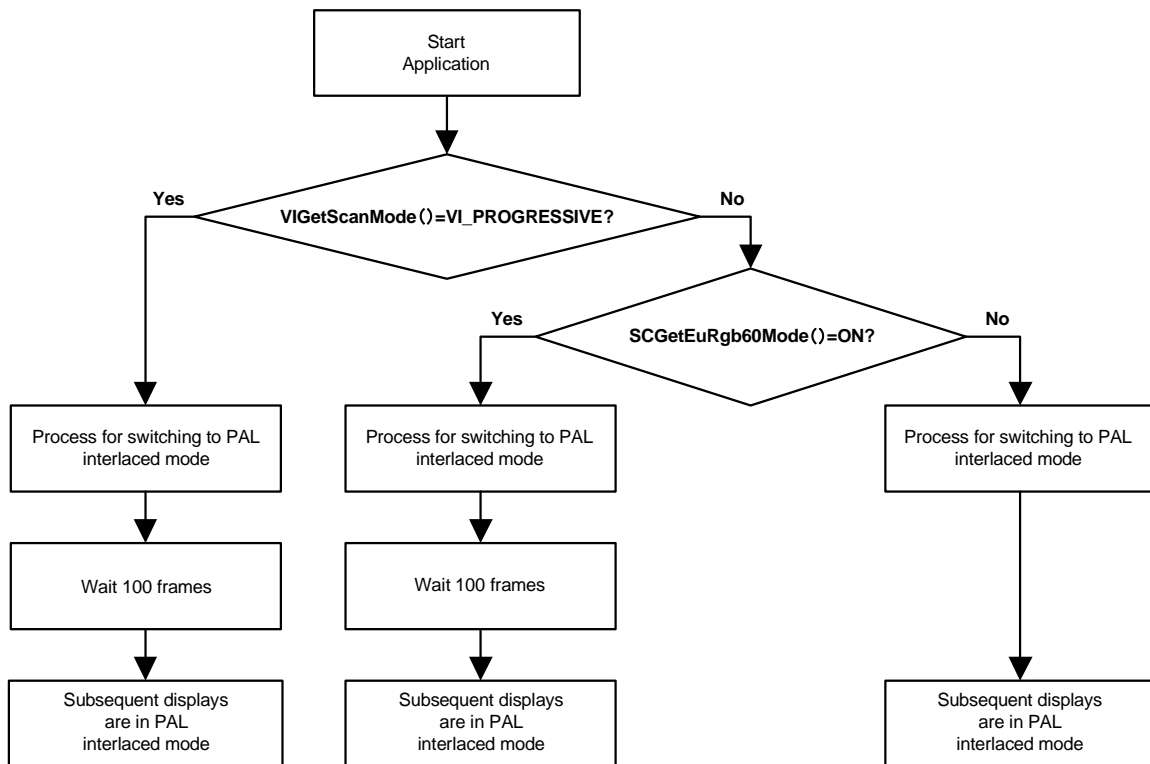 Start
Application
Yes
No
VIGetScanMode()=VI_PROGRESSIVE?
Yes
No
SCGetEuRgb60Mode()=ON?
Process for switching to PAL
interlaced mode
Process for switching to PAL
interlaced mode
Process for switching to PAL
interlaced mode
Wait 100 frames
Wait 100 frames
Subsequent displays
are in PAL
interlaced mode
Subsequent displays
are in PAL
interlaced mode
Subsequent displays
are in PAL
interlaced mode